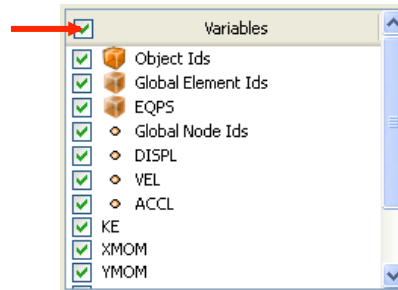 Variables
Object Ids
Global Element Ids
EQPS
Global Node Ids
DISPL
VEL
ACCL
KE
XMOM
YMOM